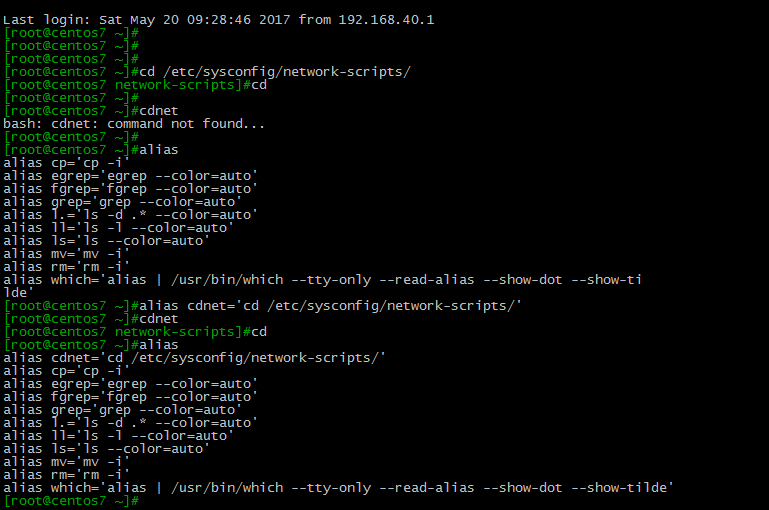 Last login: Sat May 20 09:28:46 2017 from 192.168.40.1
[root@centos7 ~]#
[root@centos7 ~]#
[root@centos7 ~]#
[root@centos7 ~]#cd /etc/sysconfig/network-scripts/
[root@centos7 network-scripts]#cd
[root@centos7 ~]#
[root@centos7 ~]#cdnet
bash: cdnet: command not found...
[root@centos7 ~]#
[root@centos7 ~]#alias
alias cp='cp -i'
alias egrep='egrep --color=auto'
alias fgrep='fgrep --color=auto'
alias grep='grep --color=auto'
alias l.='ls -d .* --color=auto'
alias ll='ls -l --color=auto'
alias ls='ls --color=auto'
alias mv='mv -i'
alias rm='rm -i'
alias which='alias | /usr/bin/which --tty-only --read-alias --show-dot --show-ti
lde'
[root@centos7 ~]#alias cdnet='cd /etc/sysconfig/network-scripts/'
[root@centos7 ~]#cdnet
[root@centos7 network-scripts]#cd
[root@centos7 ~]#alias
alias cdnet='cd /etc/sysconfig/network-scripts/'
alias cp='cp -i'
alias egrep='egrep --color=auto'
alias fgrep='fgrep --color=auto'
alias grep='grep --color=auto'
alias l.='ls -d .* --color=auto'
alias ll='ls -l --color=auto'
alias ls='ls --color=auto'
alias mv='mv -i'
alias rm='rm -i'
alias which='alias | /usr/bin/which --tty-only --read-alias --show-dot --show-tilde'
[root@centos7 ~]#